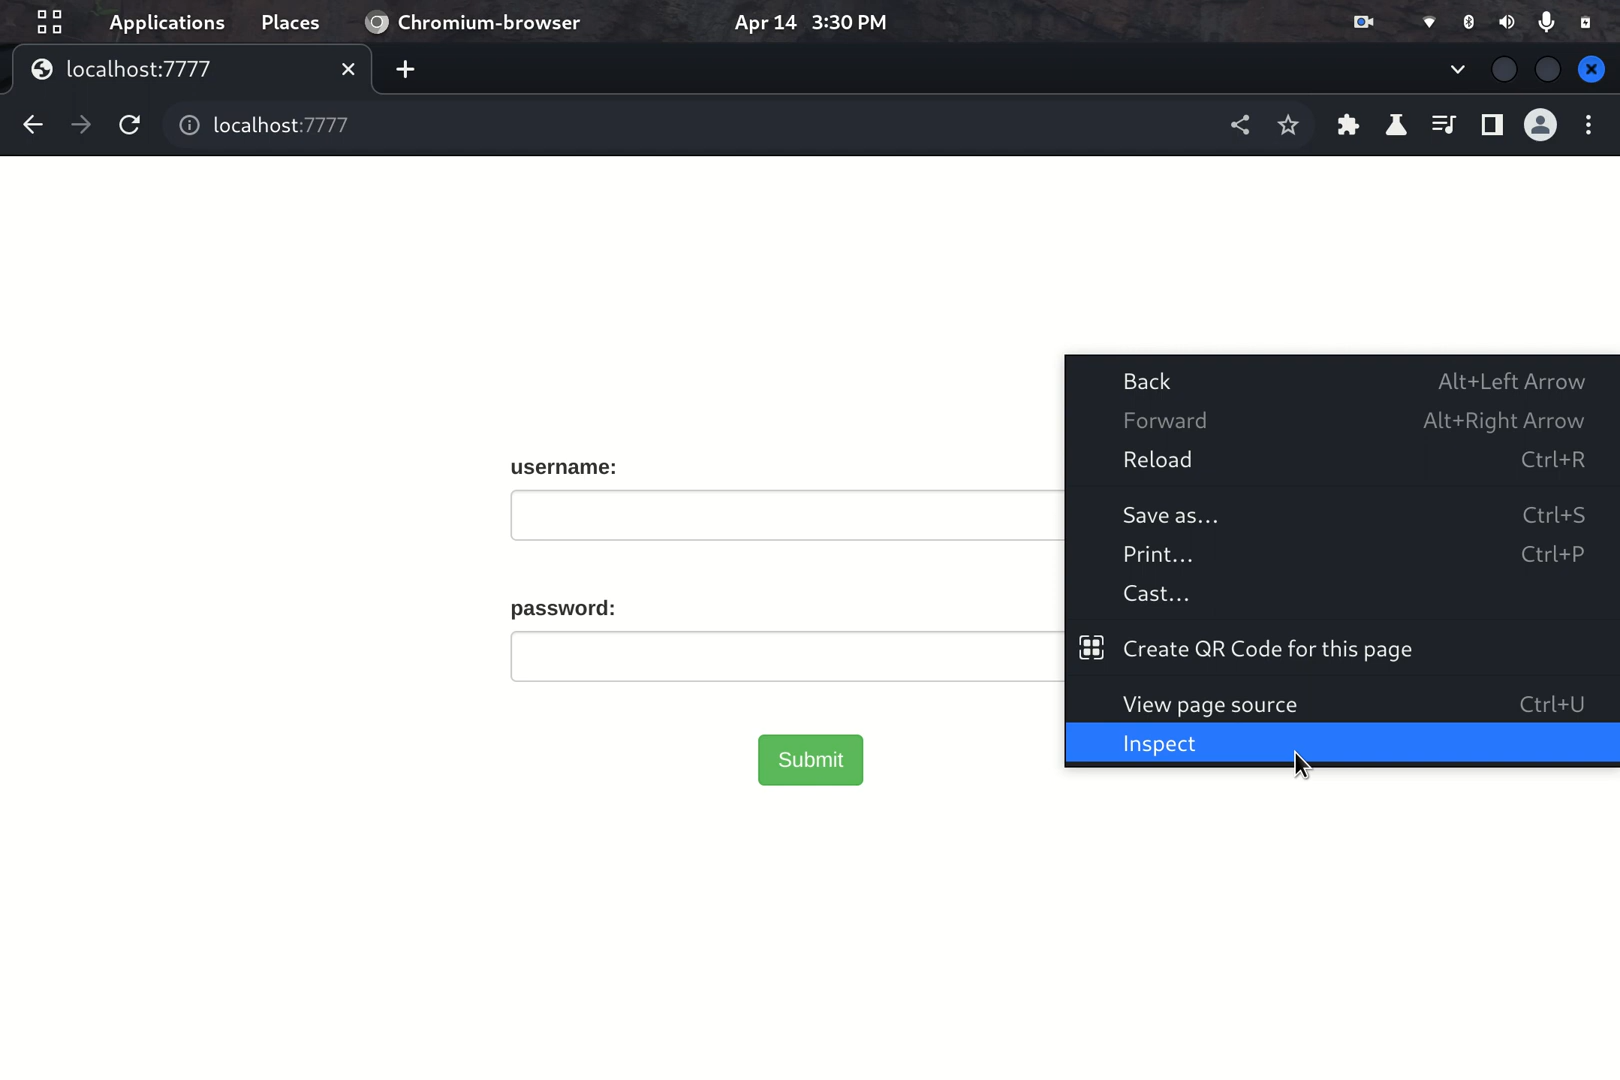 Applications Places Chromium-browser Apr 14 3:30 PM
localhost:7777
localhost:7777
username:
password:
Submit
Back Alt+Left Arrow
Forward Alt+Right Arrow
Reload Ctrl+R
Save as... Ctrl+S
Print... Ctrl+P
Cast...
Create QR Code for this page
View page source Ctrl+U
Inspect